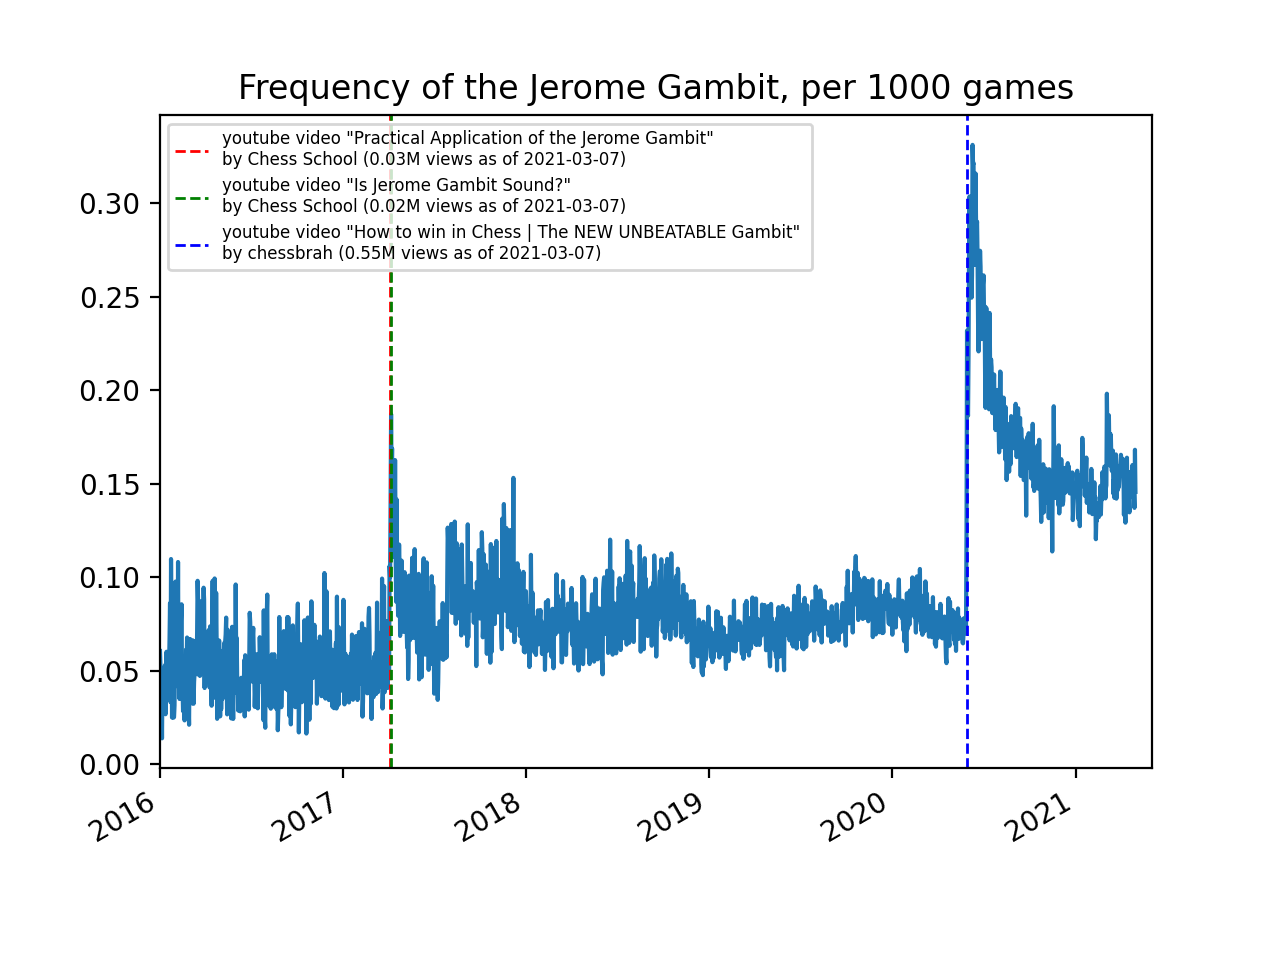 Frequency of the Jerome Gambit, per 1000 games
youtube video "Practical Application of the Jerome Gambit"
by Chess School (0.03M views as of 2021-03-07)
youtube video "Is Jerome Gambit Sound?"
by Chess School (0.02M views as of 2021-03-07)
youtube video "How to win in Chess | The NEW UNBEATABLE Gambit"
by chessbrah (0.55M views as of 2021-03-07)
0.30
0.25
0.20
0.15
0.10
0.05
0.00
2016 2017 2018 2019 2020 2021